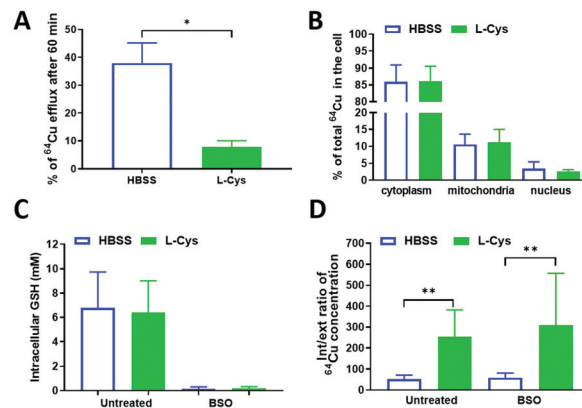 A
% of ⁶⁴Cu efflux after 60 min
50
40
30
20
10
0
*
HBSS
L-Cys
B
HBSS
L-Cys
% of total ⁶⁴Cu in the cell
100
95
90
85
80
20
15
10
5
0
cytoplasm
mitochondria
nucleus
C
HBSS
L-Cys
Intracellular GSH (mM)
12
10
8
6
4
2
0
Untreated
BSO
D
HBSS
L-Cys
Int/ext ratio of
⁶⁴Cu concentration
700
600
500
400
300
200
100
0
**
**
Untreated
BSO